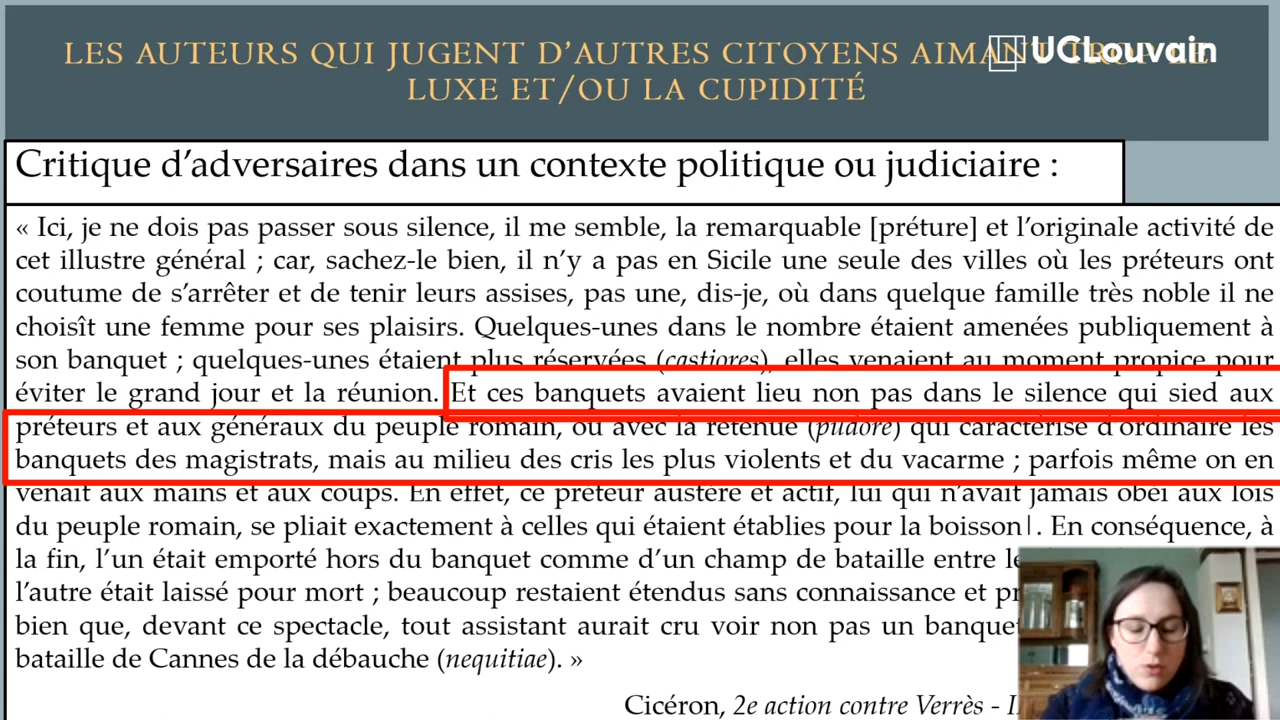 LES AUTEURS QUI JUGENT D’AUTRES CITOYENS AIMANT TROP LE
UCLouvain
LUXE ET/OU LA CUPIDITÉ
Critique d’adversaires dans un contexte politique ou judiciaire :
« Ici, je ne dois pas passer sous silence, il me semble, la remarquable [préture] et l’originale activité de
cet illustre général ; car, sachez-le bien, il n’y a pas en Sicile une seule des villes où les préteurs ont
coutume de s’arrêter et de tenir leurs assises, pas une, dis-je, où dans quelque famille très noble il ne
choisît une femme pour ses plaisirs. Quelques-unes dans le nombre étaient amenées publiquement à
son banquet ; quelques-unes étaient plus réservées (castiores), elles venaient au moment propice pour
éviter le grand jour et la réunion. Et ces banquets avaient lieu non pas dans le silence qui sied aux
préteurs et aux généraux du peuple romain, ou avec la retenue (pudore) qui caractérise d’ordinaire les
banquets des magistrats, mais au milieu des cris les plus violents et du vacarme ; parfois même on en
venait aux mains et aux coups. En effet, ce préteur austère et actif, lui qui n’avait jamais obéi aux lois
du peuple romain, se pliait exactement à celles qui étaient établies pour la boisson|. En conséquence, à
la fin, l’un était emporté hors du banquet comme d’un champ de bataille entre
l’autre était laissé pour mort ; beaucoup restaient étendus sans connaissance et
bien que, devant ce spectacle, tout assistant aurait cru voir non pas un banquet
bataille de Cannes de la débauche (nequitiae). »
Cicéron, 2e action contre Verrès -